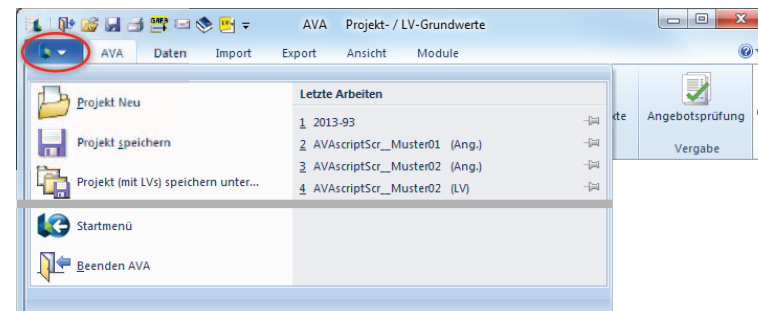 AVA Projekt- / LV-Grundwerte
AVA Daten Import Export Ansicht Module
Projekt Neu
Projekt speichern
Projekt (mit LVs) speichern unter...
Startmenü
Beenden AVA
Letzte Arbeiten
1 2013-93
2 AVAscriptScr__Muster01 (Ang.)
3 AVAscriptScr__Muster02 (Ang.)
4 AVAscriptScr__Muster02 (LV)
Angebotsprüfung
Vergabe